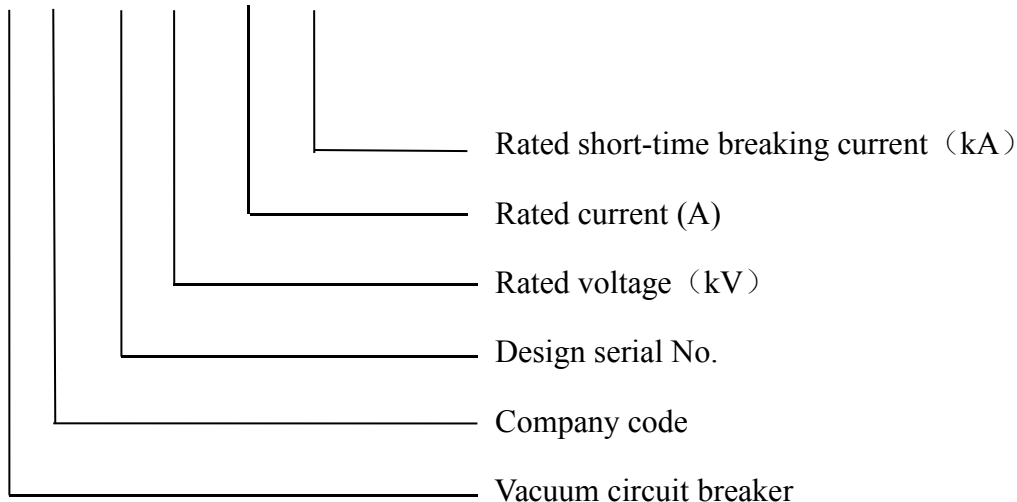 Rated short-time breaking current（kA）
Rated current (A)
Rated voltage（kV）
Design serial No.
Company code
Vacuum circuit breaker